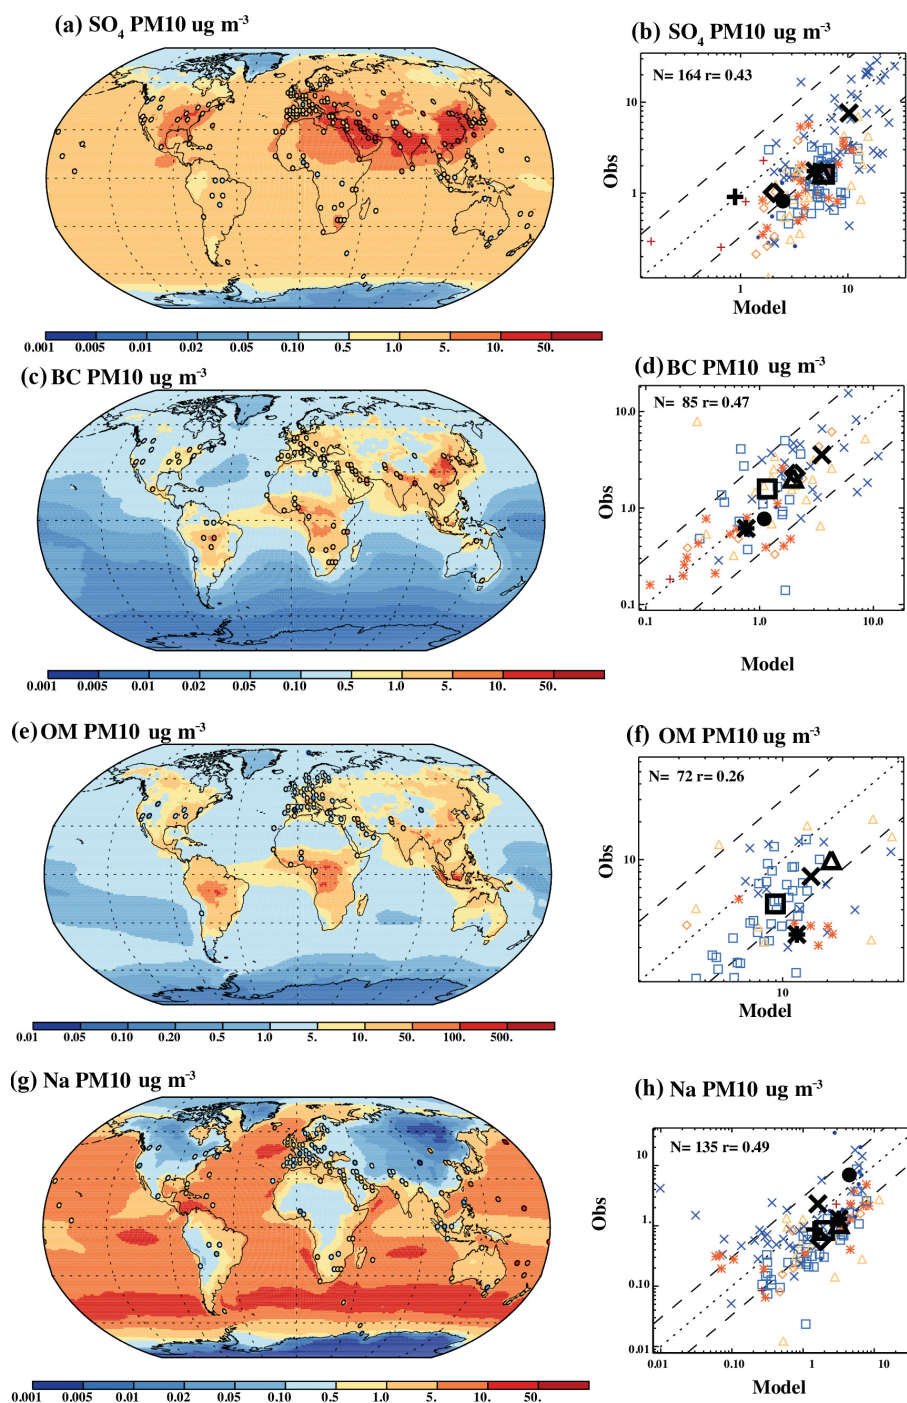 (a) SO4 PM10 ug m-3
0.001 0.005 0.01 0.02 0.05 0.10 0.5 1.0 5. 10. 50.
(b) SO4 PM10 ug m-3
N= 164 r= 0.43
10
1
Obs
1 10
Model
(c) BC PM10 ug m-3
0.001 0.005 0.01 0.02 0.05 0.10 0.5 1.0 5. 10. 50.
(d) BC PM10 ug m-3
N= 85 r= 0.47
10.0
1.0
0.1
Obs
0.1 1.0 10.0
Model
(e) OM PM10 ug m-3
0.01 0.05 0.10 0.20 0.5 1.0 5. 10. 50. 100. 500.
(f) OM PM10 ug m-3
N= 72 r= 0.26
10
Obs
10
Model
(g) Na PM10 ug m-3
0.001 0.005 0.01 0.02 0.05 0.10 0.5 1.0 5. 10. 50.
(h) Na PM10 ug m-3
N= 135 r= 0.49
10
1
0.10
0.01
Obs
0.01 0.10 1 10
Model